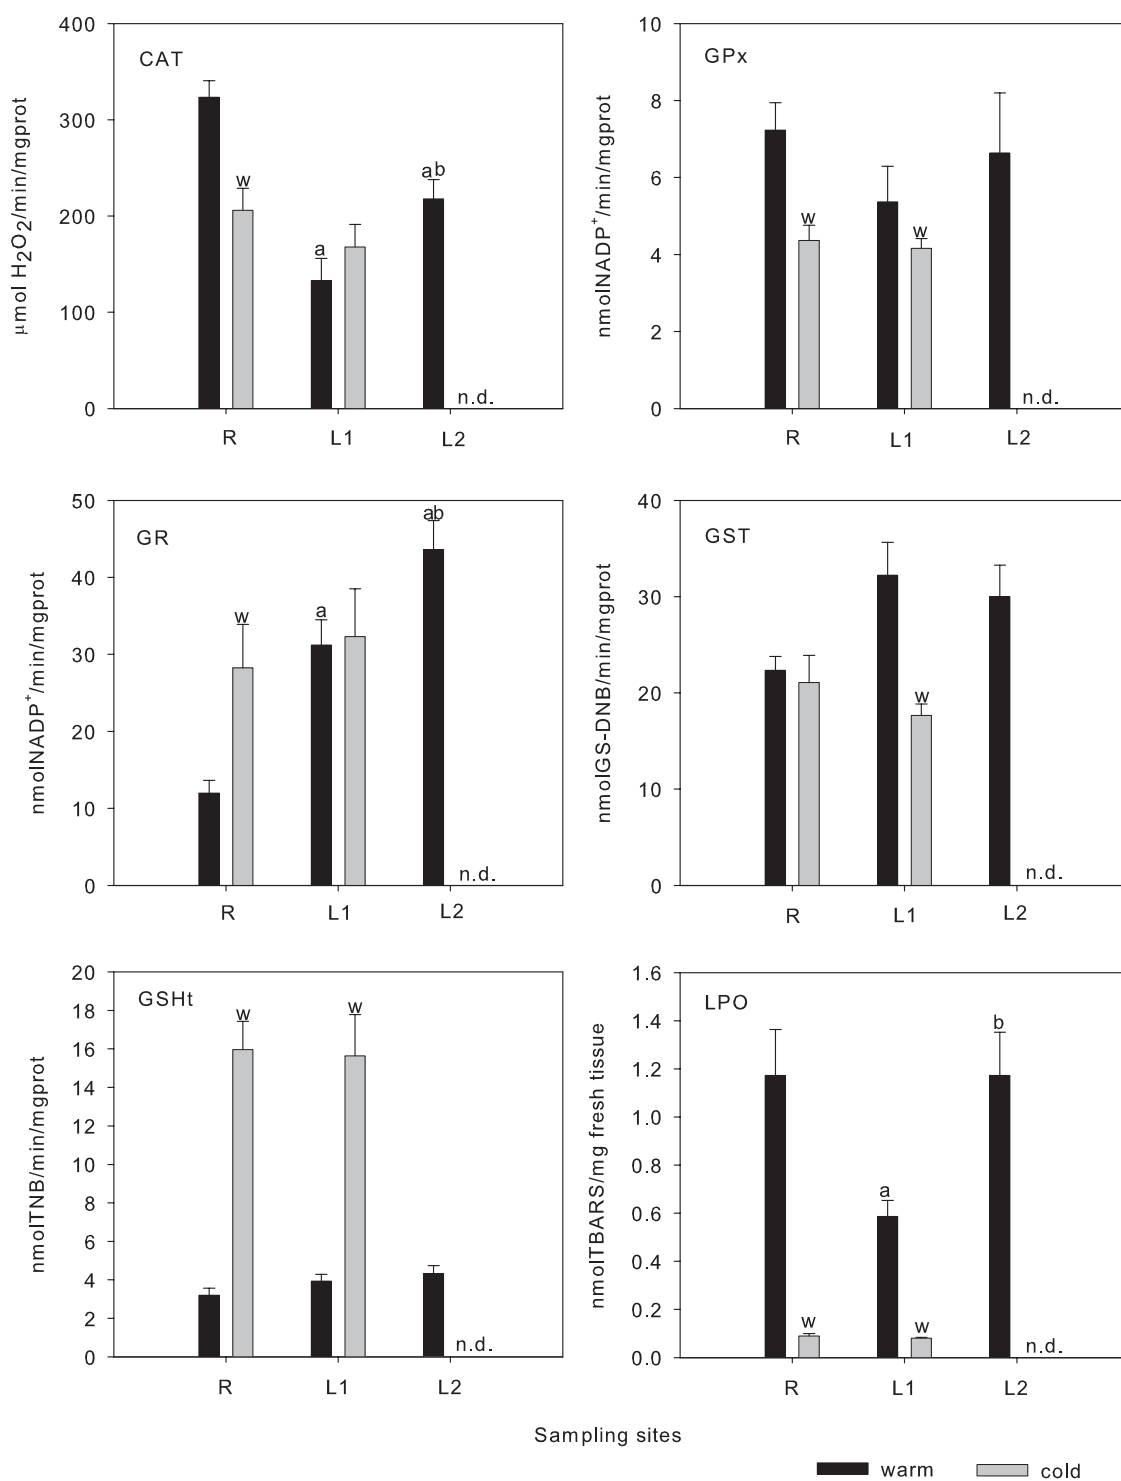 CAT
μmol H2O2/min/mgprot
400
300
200
100
0
w
a
ab
n.d.
R
L1
L2
GPx
nmolNADP+/min/mgprot
10
8
6
4
2
0
w
w
n.d.
R
L1
L2
GR
nmolNADP+/min/mgprot
50
40
30
20
10
0
w
a
ab
n.d.
R
L1
L2
GST
nmolGS-DNB/min/mgprot
40
30
20
10
0
w
n.d.
R
L1
L2
GSHt
nmolTNB/min/mgprot
20
18
16
14
12
10
8
6
4
2
0
w
w
n.d.
R
L1
L2
LPO
nmolTBARS/mg fresh tissue
1.6
1.4
1.2
1.0
0.8
0.6
0.4
0.2
0.0
w
a
w
b
n.d.
R
L1
L2
Sampling sites
warm
cold